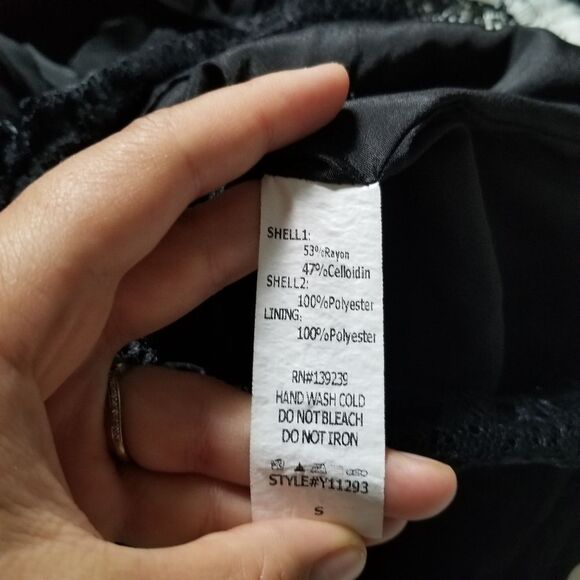 SHELL1:
53%Rayon
47%Celloidin
SHELL2:
100%Polyester
LINING:
100%Polyester
RN#139239
HAND WASH COLD
DO NOT BLEACH
DO NOT IRON
STYLE#Y11293
S